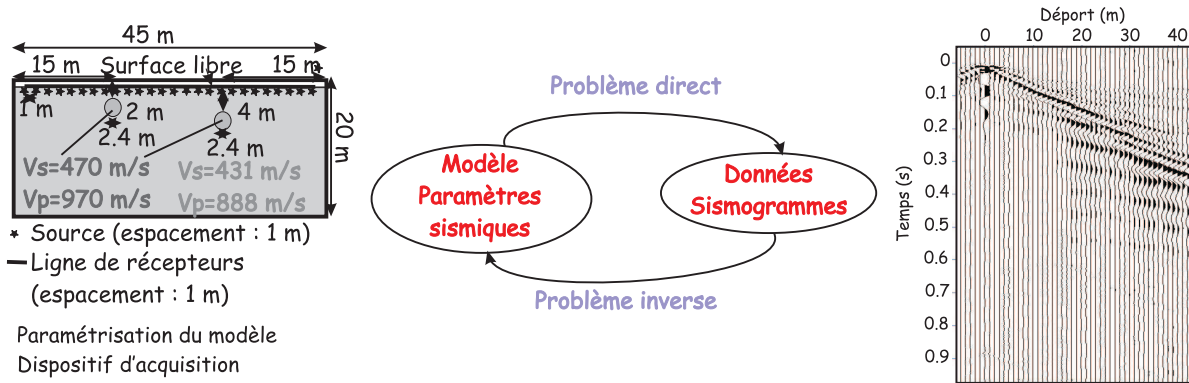 45 m
15 m
Surface libre
15 m
1 m
2 m
4 m
2.4 m
2.4 m
20 m
Vs=470 m/s
Vs=431 m/s
Vp=970 m/s
Vp=888 m/s
Source (espacement : 1 m)
Ligne de récepteurs
(espacement : 1 m)
Paramétrisation du modèle
Dispositif d'acquisition
Problème direct
Modèle
Paramètres
sismiques
Données
Sismogrammes
Problème inverse
Déport (m)
0 10 20 30 40
Temps (s)
0
0.1
0.2
0.3
0.4
0.5
0.6
0.7
0.8
0.9